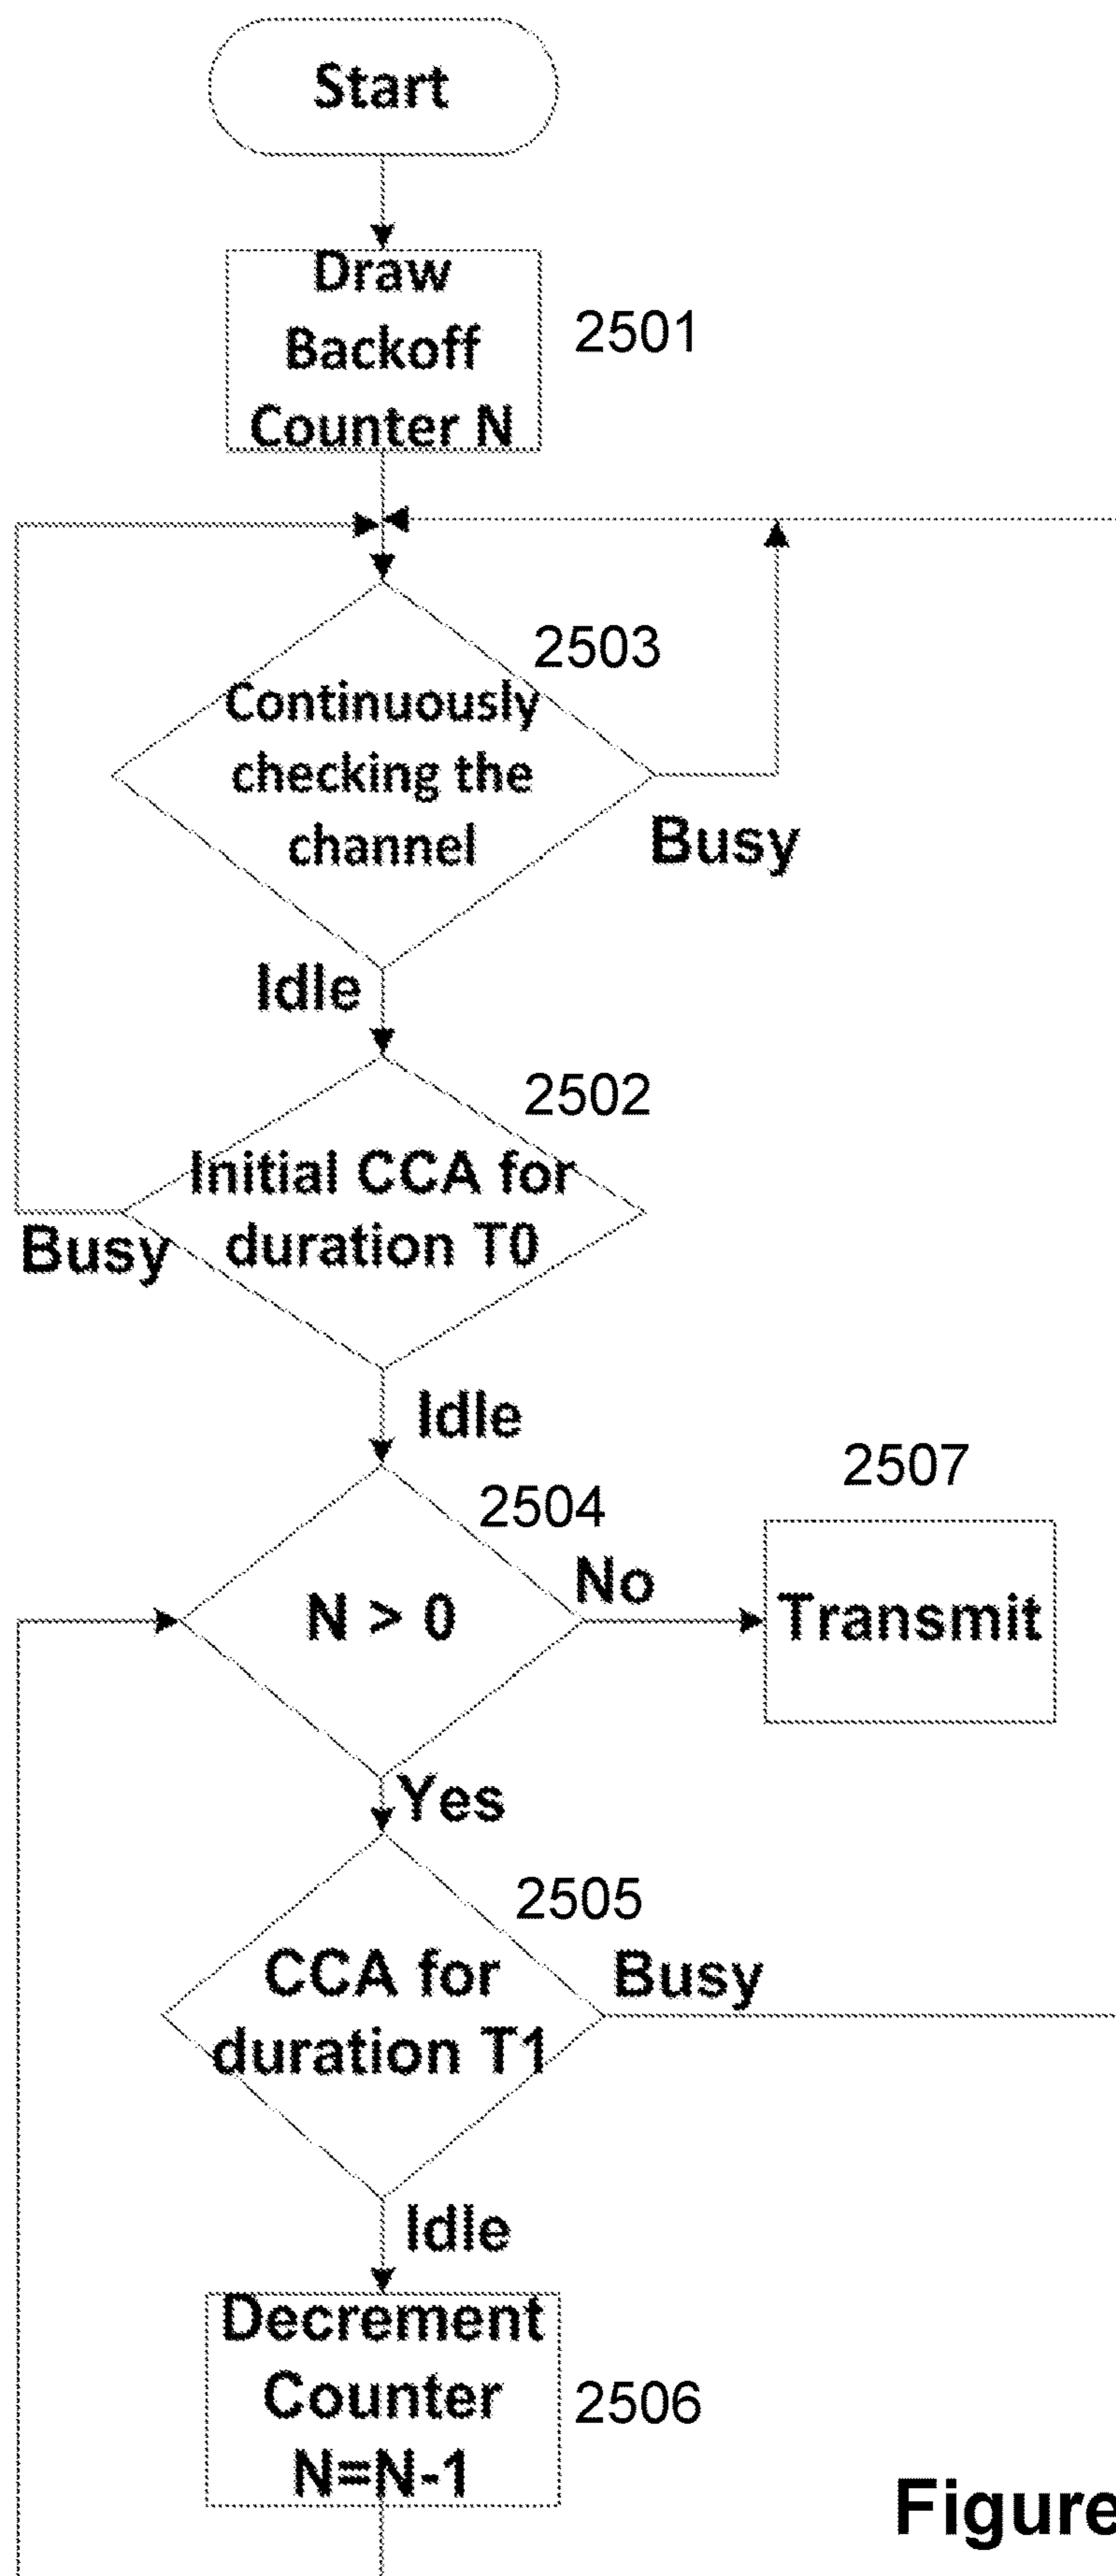 Start
Draw
Backoff
Counter N
2501
2503
Continuously
checking the
channel
Busy
Idle
2502
Initial CCA for
duration T0
Busy
Idle
2507
2504
No
N > 0
Transmit
Yes
2505
CCA for
duration T1
Busy
Idle
Decrement
Counter
N=N-1
2506
Figure